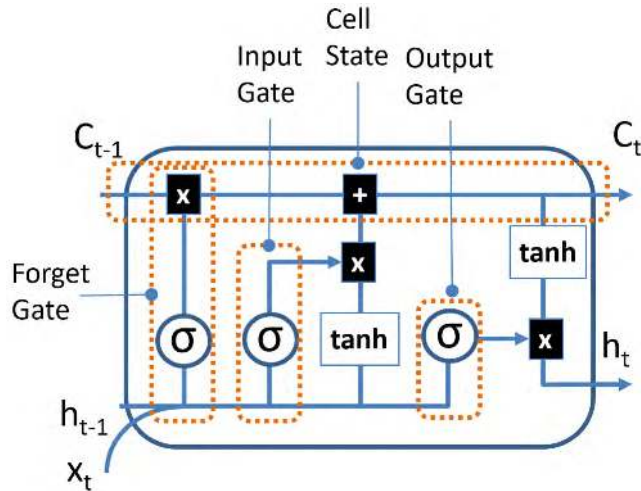 Cell
State
Input
Gate
Output
Gate
C_{t-1}
C_t
x
+
x
tanh
Forget
Gate
σ
σ
tanh
σ
x
h_t
h_{t-1}
x_t